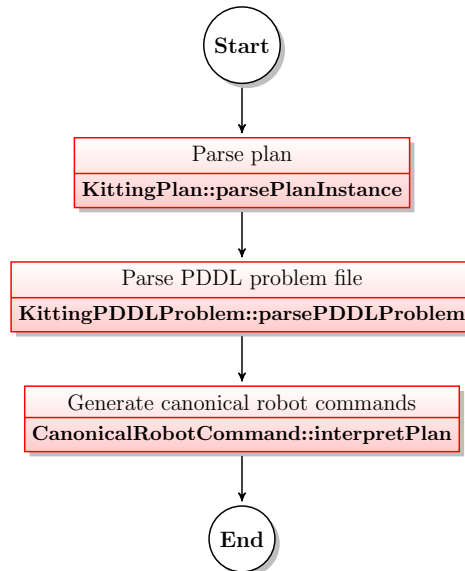 Start
Parse plan
KittingPlan::parsePlanInstance
Parse PDDL problem file
KittingPDDLProblem::parsePDDLProblem
Generate canonical robot commands
CanonicalRobotCommand::interpretPlan
End